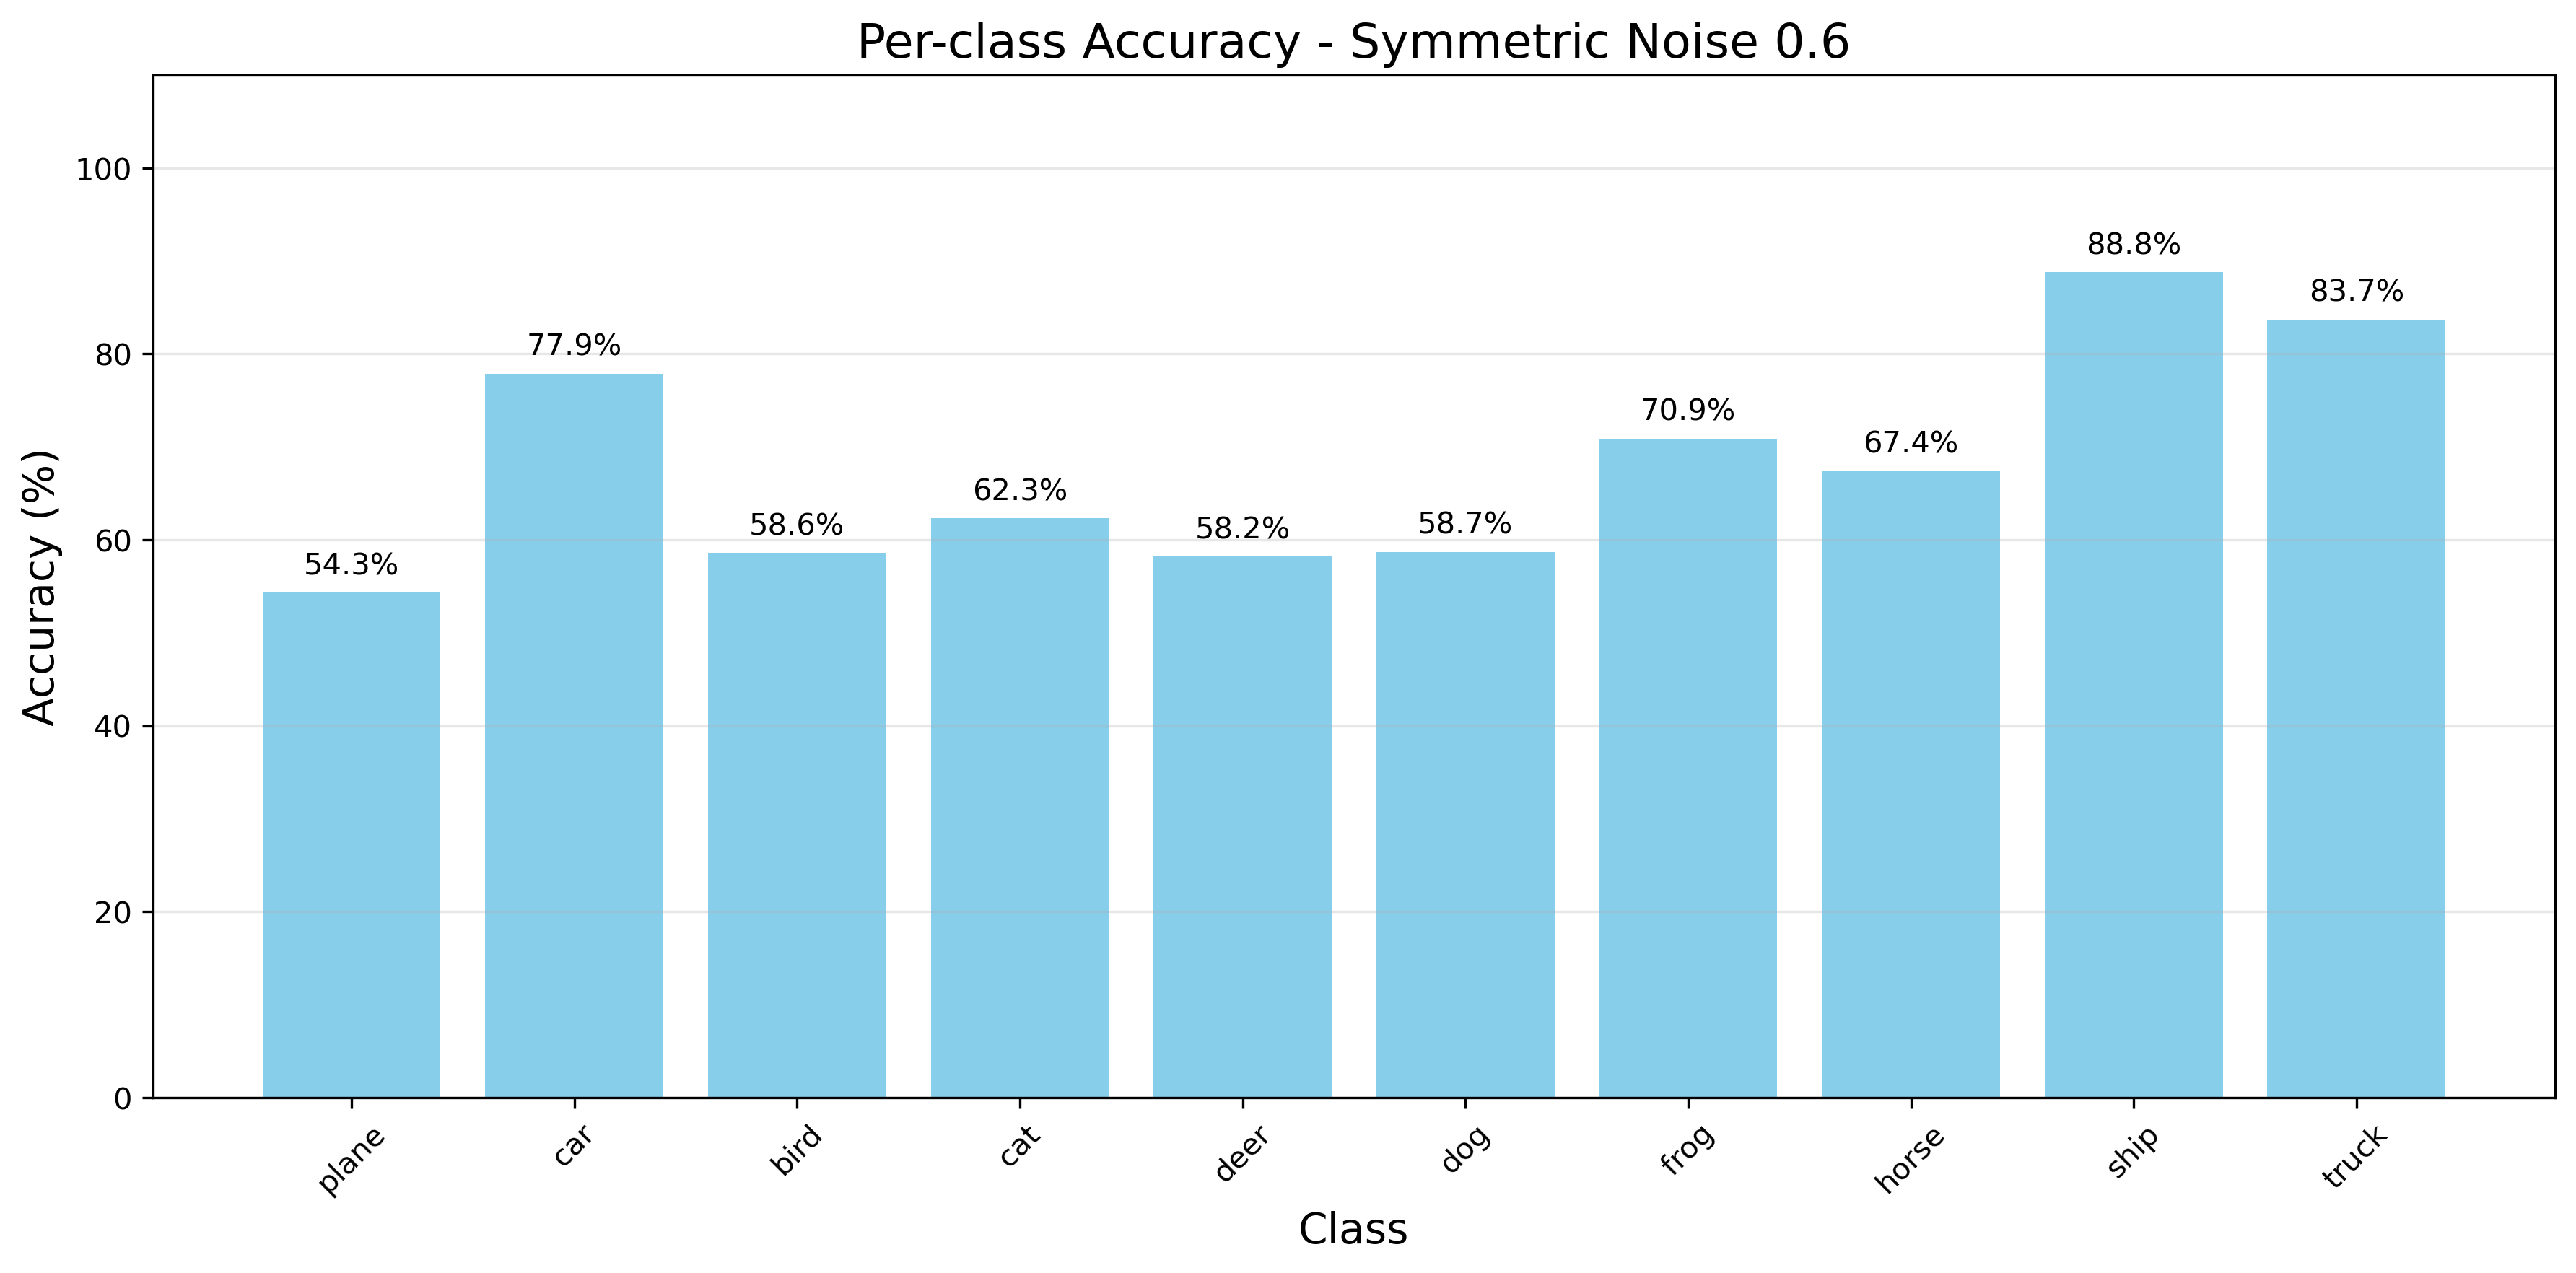 Per-class Accuracy - Symmetric Noise 0.6
Accuracy (%)
100
80
60
40
20
0
54.3%
77.9%
58.6%
62.3%
58.2%
58.7%
70.9%
67.4%
88.8%
83.7%
plane
car
bird
cat
deer
dog
frog
horse
ship
truck
Class